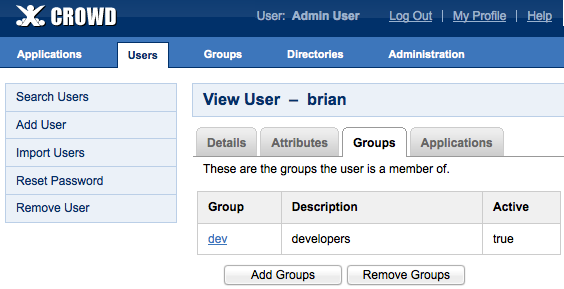 CROWD
User: Admin User Log Out | My Profile | Help
Applications Users Groups Directories Administration
Search Users
Add User
Import Users
Reset Password
Remove User
View User – brian
Details Attributes Groups Applications
These are the groups the user is a member of.
Group Description Active
dev developers true
Add Groups Remove Groups